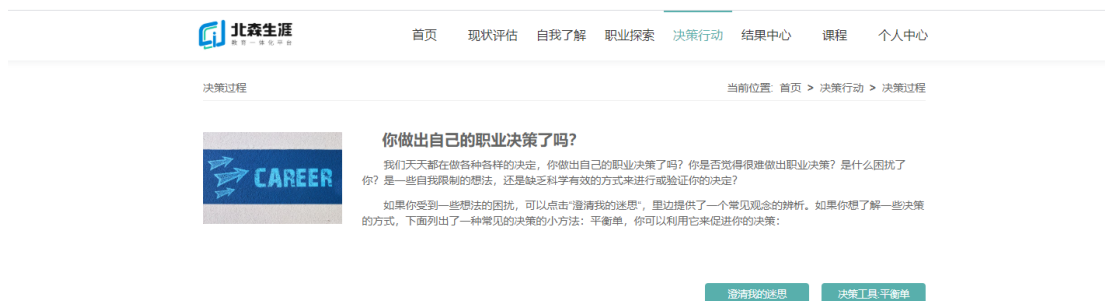 北森生涯
教育一体化平台
首页 现状评估 自我了解 职业探索 决策行动 结果中心 课程 个人中心
决策过程 当前位置: 首页 > 决策行动 > 决策过程
你做出自己的职业决策了吗?
CAREER
我们天天都在做各种各样的决定，你做出自己的职业决策了吗？你是否觉得很难做出职业决策？是什么困扰了
你？是一些自我限制的想法，还是缺乏科学有效的方式来进行或验证你的决定？
如果你受到一些想法的困扰，可以点击“澄清我的迷思”，里边提供了一个常见观念的辨析。如果你想了解一些决策
的方式，下面列出了一种常见的决策的小方法：平衡单，你可以利用它来促进你的决策：
澄清我的迷思 决策工具·平衡单